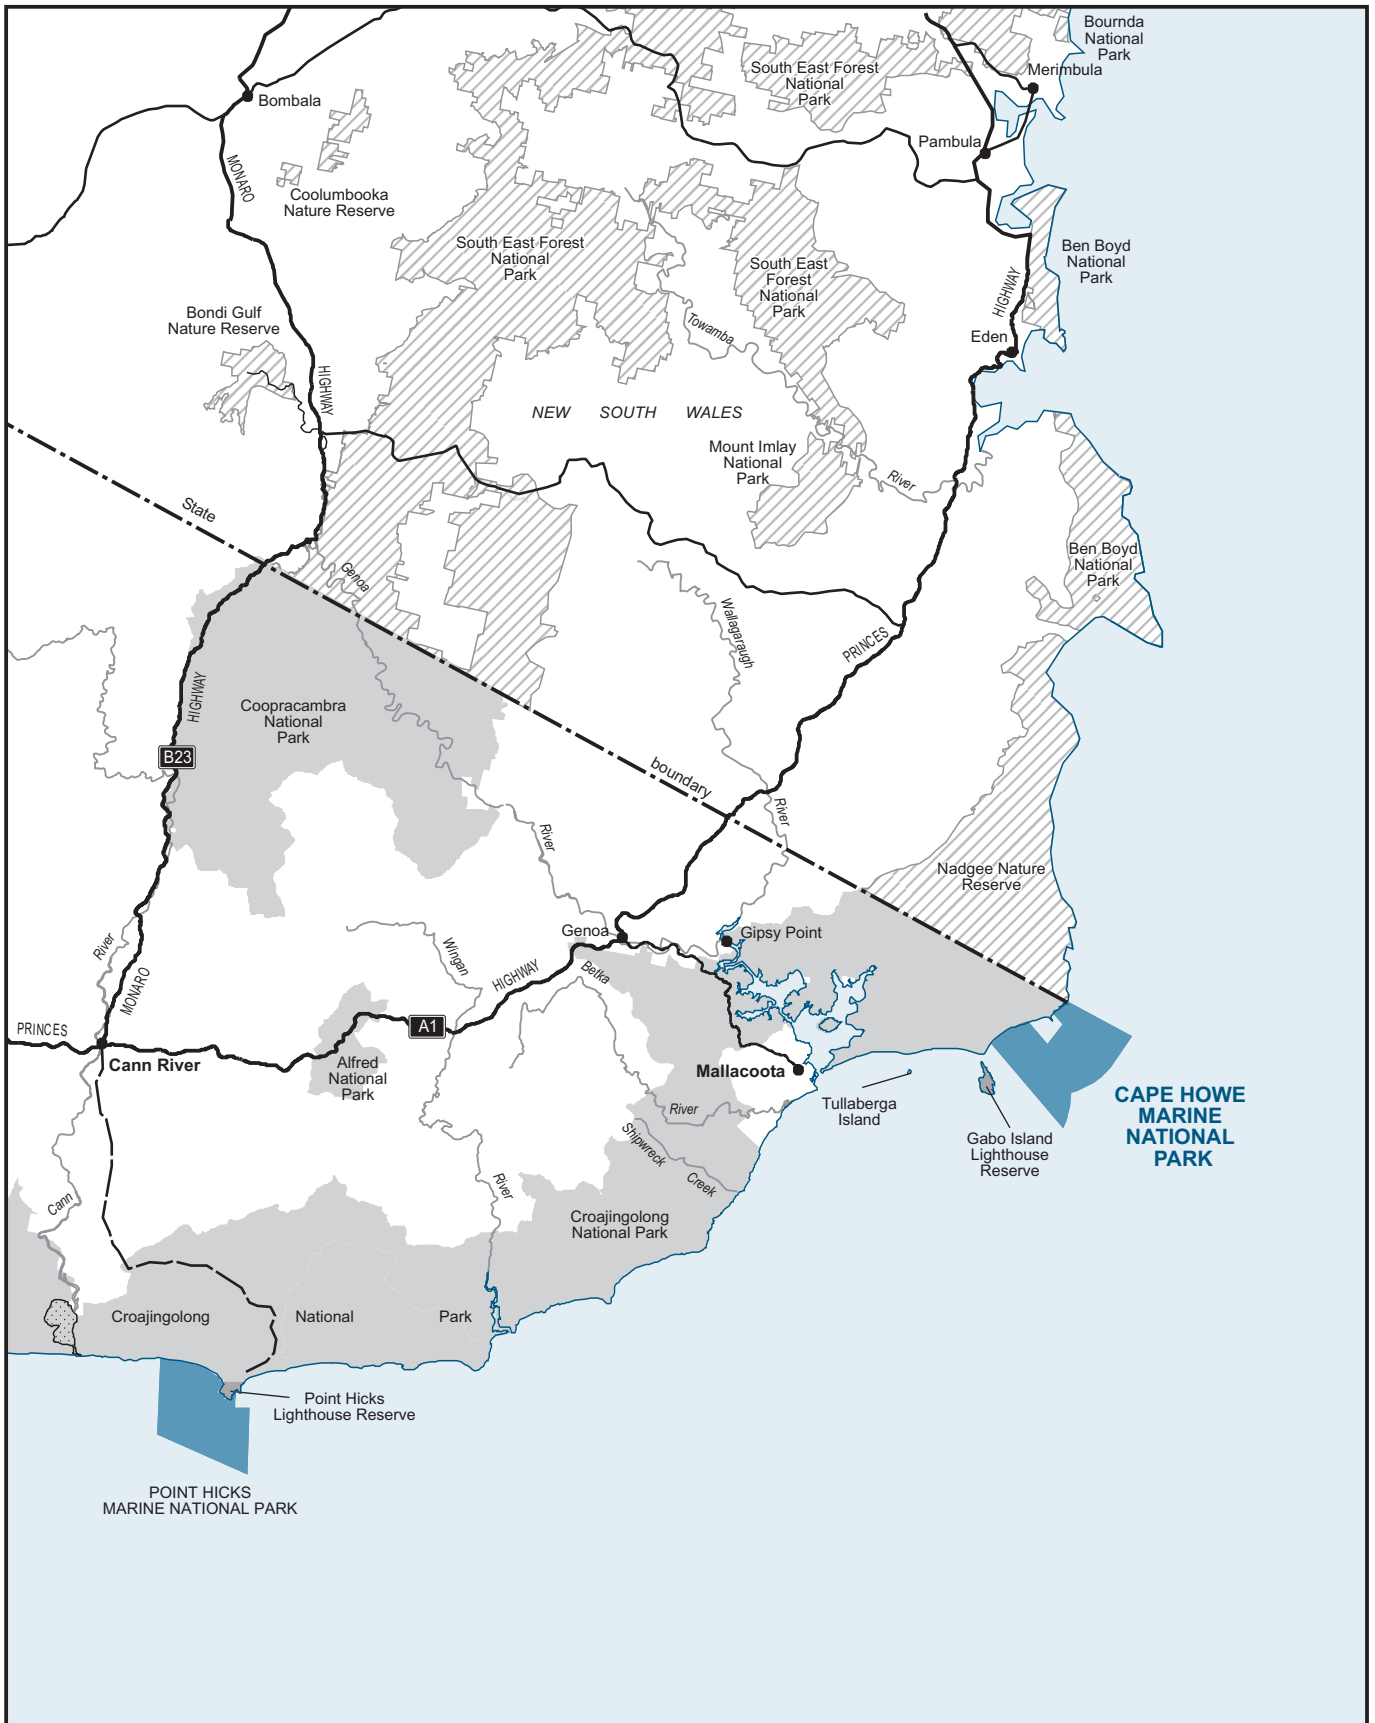 Bournda
National
Park
South East Forest
National
Park
Merimbula
Bombala
Pambula
MONARO
Coolumbooka
Nature Reserve
South East Forest
National
Park
South East
Forest
National
Park
Ben Boyd
National
Park
HIGHWAY
Bondi Gulf
Nature Reserve
Towamba
Eden
HIGHWAY
NEW SOUTH WALES
Mount Imlay
National
Park
River
State
Genoa
Ben Boyd
National
Park
Wallagaraugh
PRINCES
HIGHWAY
Coopracambra
National
Park
B23
boundary
River
River
Nadgee Nature
Reserve
Genoa
Gipsy Point
River
Wingan
HIGHWAY
Betka
MONARO
PRINCES
A1
Cann River
Alfred
National
Park
Mallacoota
Tullaberga
Island
CAPE HOWE
MARINE
NATIONAL
PARK
River
Shipwreck
Creek
Gabo Island
Lighthouse
Reserve
Cann
River
Croajingolong
National Park
Croajingolong National Park
Point Hicks
Lighthouse Reserve
POINT HICKS
MARINE NATIONAL PARK